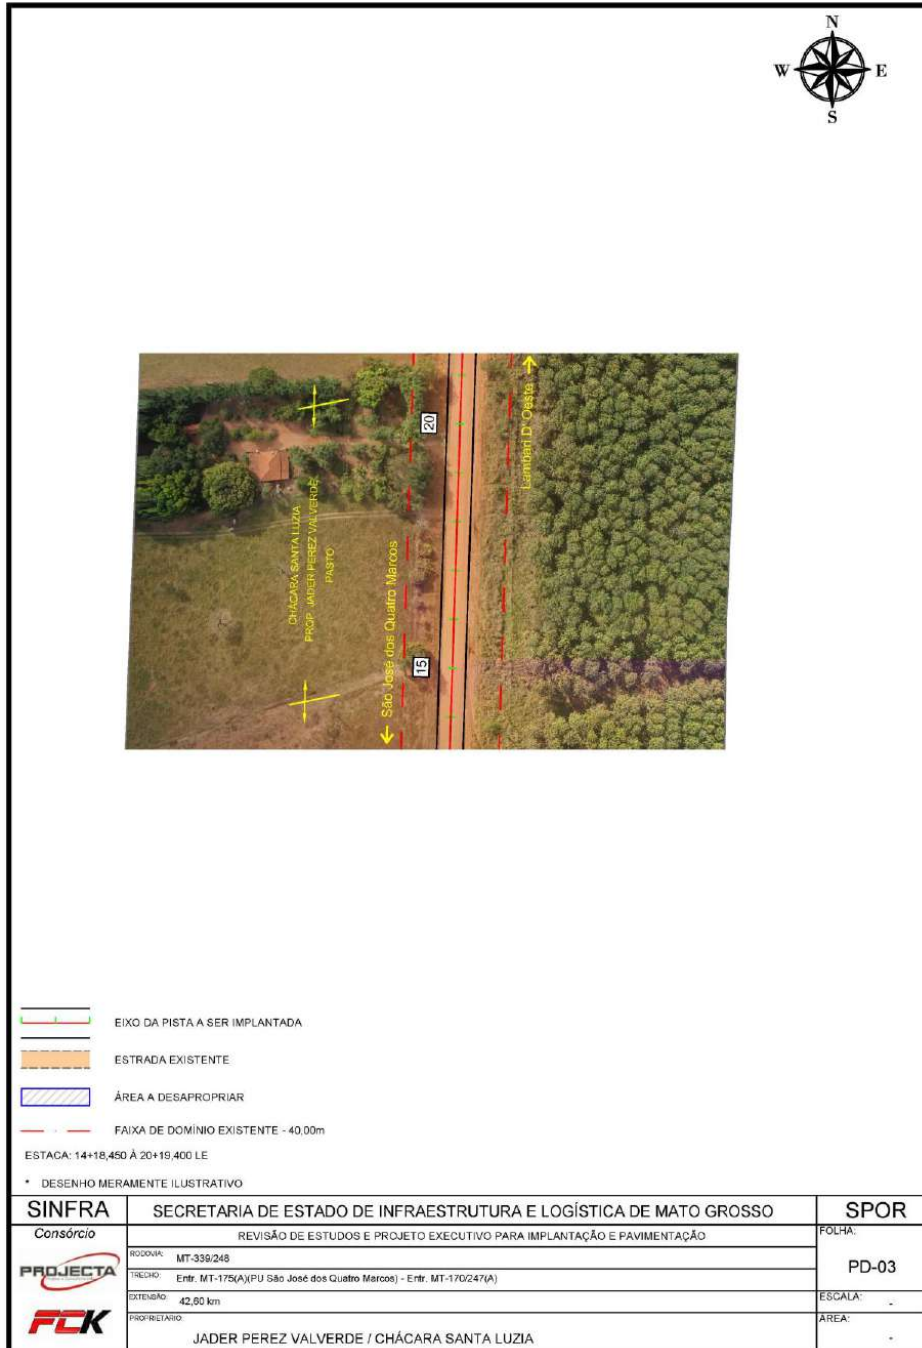 N
W E
S
20
Lambari D'Oeste →
CHÁCARA SANTA LUZIA
PROP. JADER PEREZ VALVERDE
PASTO
← São José dos Quatro Marcos
15
EIXO DA PISTA A SER IMPLANTADA
ESTRADA EXISTENTE
ÁREA A DESAPROPRIAR
FAIXA DE DOMÍNIO EXISTENTE - 40,00m
ESTACA: 14+18,450 À 20+19,400 LE
* DESENHO MERAMENTE ILUSTRATIVO
SINFRA
SECRETARIA DE ESTADO DE INFRAESTRUTURA E LOGÍSTICA DE MATO GROSSO
SPOR
Consórcio
PROJECTA
FCK
REVISÃO DE ESTUDOS E PROJETO EXECUTIVO PARA IMPLANTAÇÃO E PAVIMENTAÇÃO
RODOVIA: MT-339/248
TRECHO: Entr. MT-175(A)(PU São José dos Quatro Marcos) - Entr. MT-170/247(A)
EXTENSÃO: 42,60 km
PROPRIETÁRIO:
JADER PEREZ VALVERDE / CHÁCARA SANTA LUZIA
FOLHA:
PD-03
ESCALA: -
ÁREA:
-